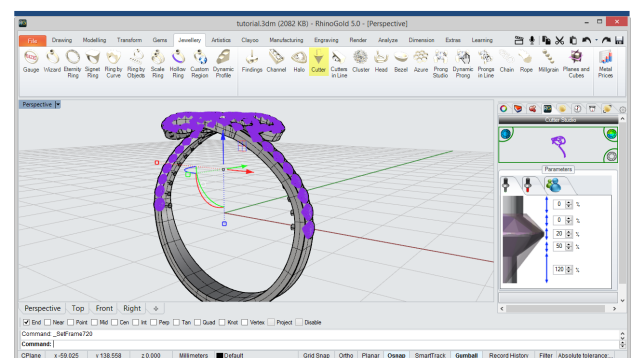 tutorial.3dm (2082 KB) - RhinoGold 5.0 - [Perspective]
File Drawing Modelling Transform Gems Jewellery Artistics Clayoo Manufacturing Engraving Render Analyze Dimension Extras Learning
Gauge Wizard Eternity Ring Signet Ring Ring by Curve Ring by Objects Scale Ring Hollow Ring Custom Region Dynamic Profile Findings Channel Halo Cutter Cutters in Line Cluster Head Bezel Azure Prong Studio Dynamic Prong Prongs in Line Chain Rope Millgrain Planes and Cubes Metal Prices
Perspective
Cutter Studio
Parameters
0 %
0 %
20 %
50 %
120 %
Perspective Top Front Right
End Near Point Mid Cen Int Perp Tan Quad Knot Vertex Project Disable
Command: _SetFrame720
Command:
CPlane x -59.025 y 138.558 z 0.000 Millimeters Default Grid Snap Ortho Planar Osnap SmartTrack Gumball Record History Filter Absolute tolerance:...